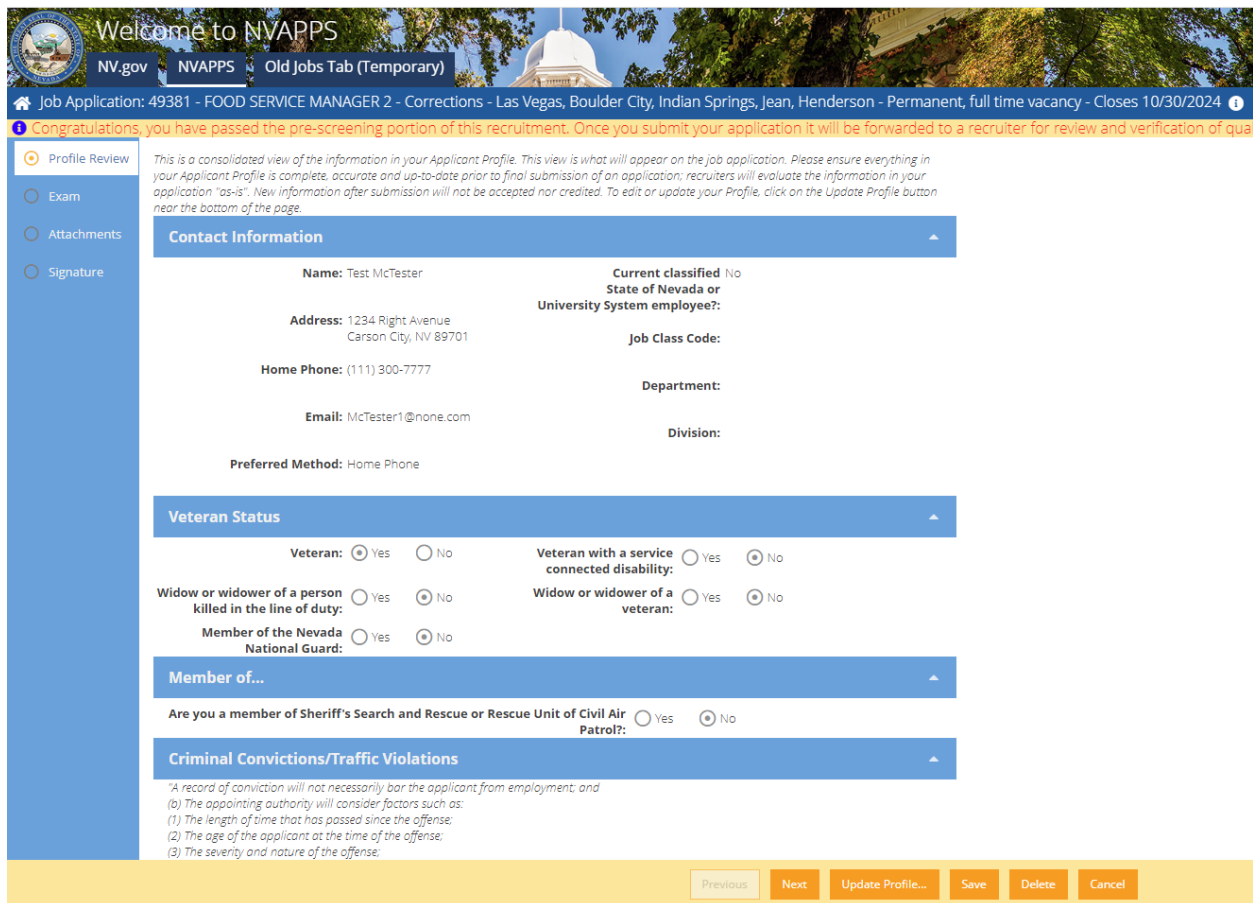 Welcome to NVAPPS
NV.gov NVAPPS Old Jobs Tab (Temporary)
Job Application: 49381 - FOOD SERVICE MANAGER 2 - Corrections - Las Vegas, Boulder City, Indian Springs, Jean, Henderson - Permanent, full time vacancy - Closes 10/30/2024
Congratulations, you have passed the pre-screening portion of this recruitment. Once you submit your application it will be forwarded to a recruiter for review and verification of qua
Profile Review
Exam
Attachments
Signature
This is a consolidated view of the information in your Applicant Profile. This view is what will appear on the job application. Please ensure everything in
your Applicant Profile is complete, accurate and up-to-date prior to final submission of an application; recruiters will evaluate the information in your
application "as-is". New information after submission will not be accepted nor credited. To edit or update your Profile, click on the Update Profile button
near the bottom of the page.
Contact Information
Name: Test McTester
Address: 1234 Right Avenue
Carson City, NV 89701
Home Phone: (111) 300-7777
Email: McTester1@none.com
Preferred Method: Home Phone
Current classified No
State of Nevada or
University System employee?:
Job Class Code:
Department:
Division:
Veteran Status
Veteran: Yes No
Veteran with a service
connected disability: Yes No
Widow or widower of a person
killed in the line of duty: Yes No
Widow or widower of a
veteran: Yes No
Member of the Nevada
National Guard: Yes No
Member of...
Are you a member of Sheriff's Search and Rescue or Rescue Unit of Civil Air
Patrol?: Yes No
Criminal Convictions/Traffic Violations
"A record of conviction will not necessarily bar the applicant from employment; and
(b) The appointing authority will consider factors such as:
(1) The length of time that has passed since the offense;
(2) The age of the applicant at the time of the offense;
(3) The severity and nature of the offense;
Previous Next Update Profile... Save Delete Cancel